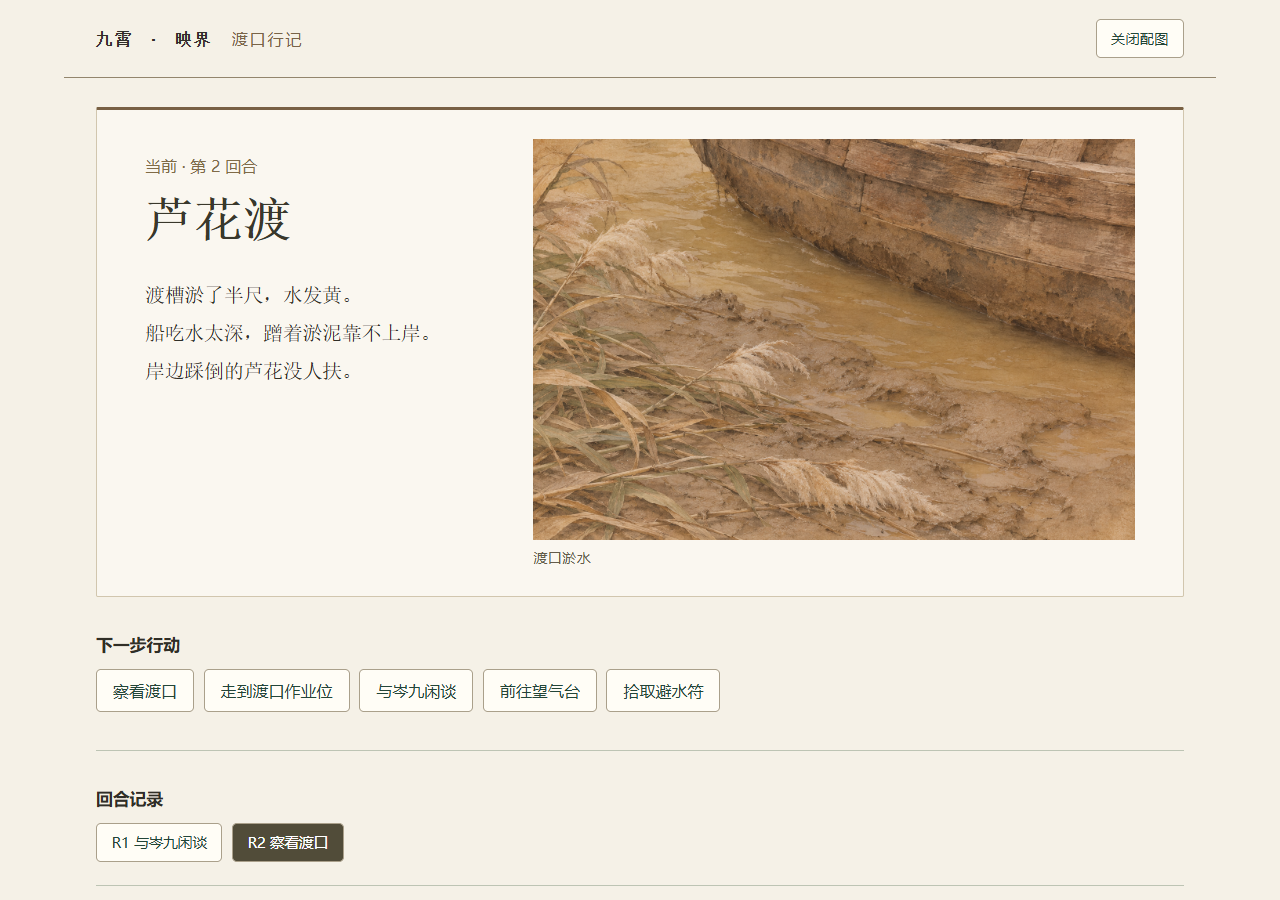 九霄 · 映界 渡口行记
关闭配图
当前 · 第 2 回合
芦花渡
渡槽淤了半尺，水发黄。
船吃水太深，蹭着淤泥靠不上岸。
岸边踩倒的芦花没人扶。
渡口淤水
下一步行动
察看渡口
走到渡口作业位
与岑九闲谈
前往望气台
拾取避水符
回合记录
R1 与岑九闲谈
R2 察看渡口